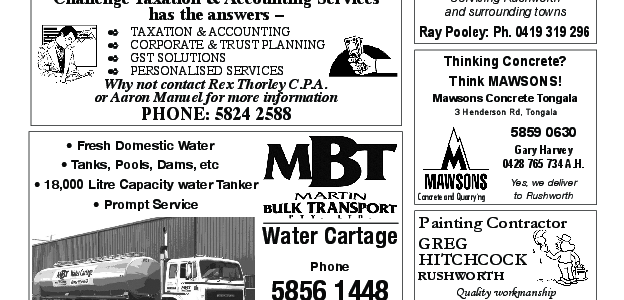 Challenge Taxation & Accounting Services
has the answers –
TAXATION & ACCOUNTING
CORPORATE & TRUST PLANNING
GST SOLUTIONS
PERSONALISED SERVICES
Why not contact Rex Thorley C.P.A.
or Aaron Manuel for more information
PHONE: 5824 2588
• Fresh Domestic Water
• Tanks, Pools, Dams, etc
• 18,000 Litre Capacity water Tanker
• Prompt Service
MBT
MARTIN
BULK TRANSPORT
PTY. LTD.
Water Cartage
Phone
5856 1448
MBT Water Cartage
MBT
Servicing Rushworth
and surrounding towns
Ray Pooley: Ph. 0419 319 296
Thinking Concrete?
Think MAWSONS!
Mawsons Concrete Tongala
3 Henderson Rd, Tongala
5859 0630
Gary Harvey
0428 765 734 A.H.
MAWSONS
Concrete and Quarrying
Yes, we deliver
to Rushworth
Painting Contractor
GREG
HITCHCOCK
RUSHWORTH
Quality workmanship